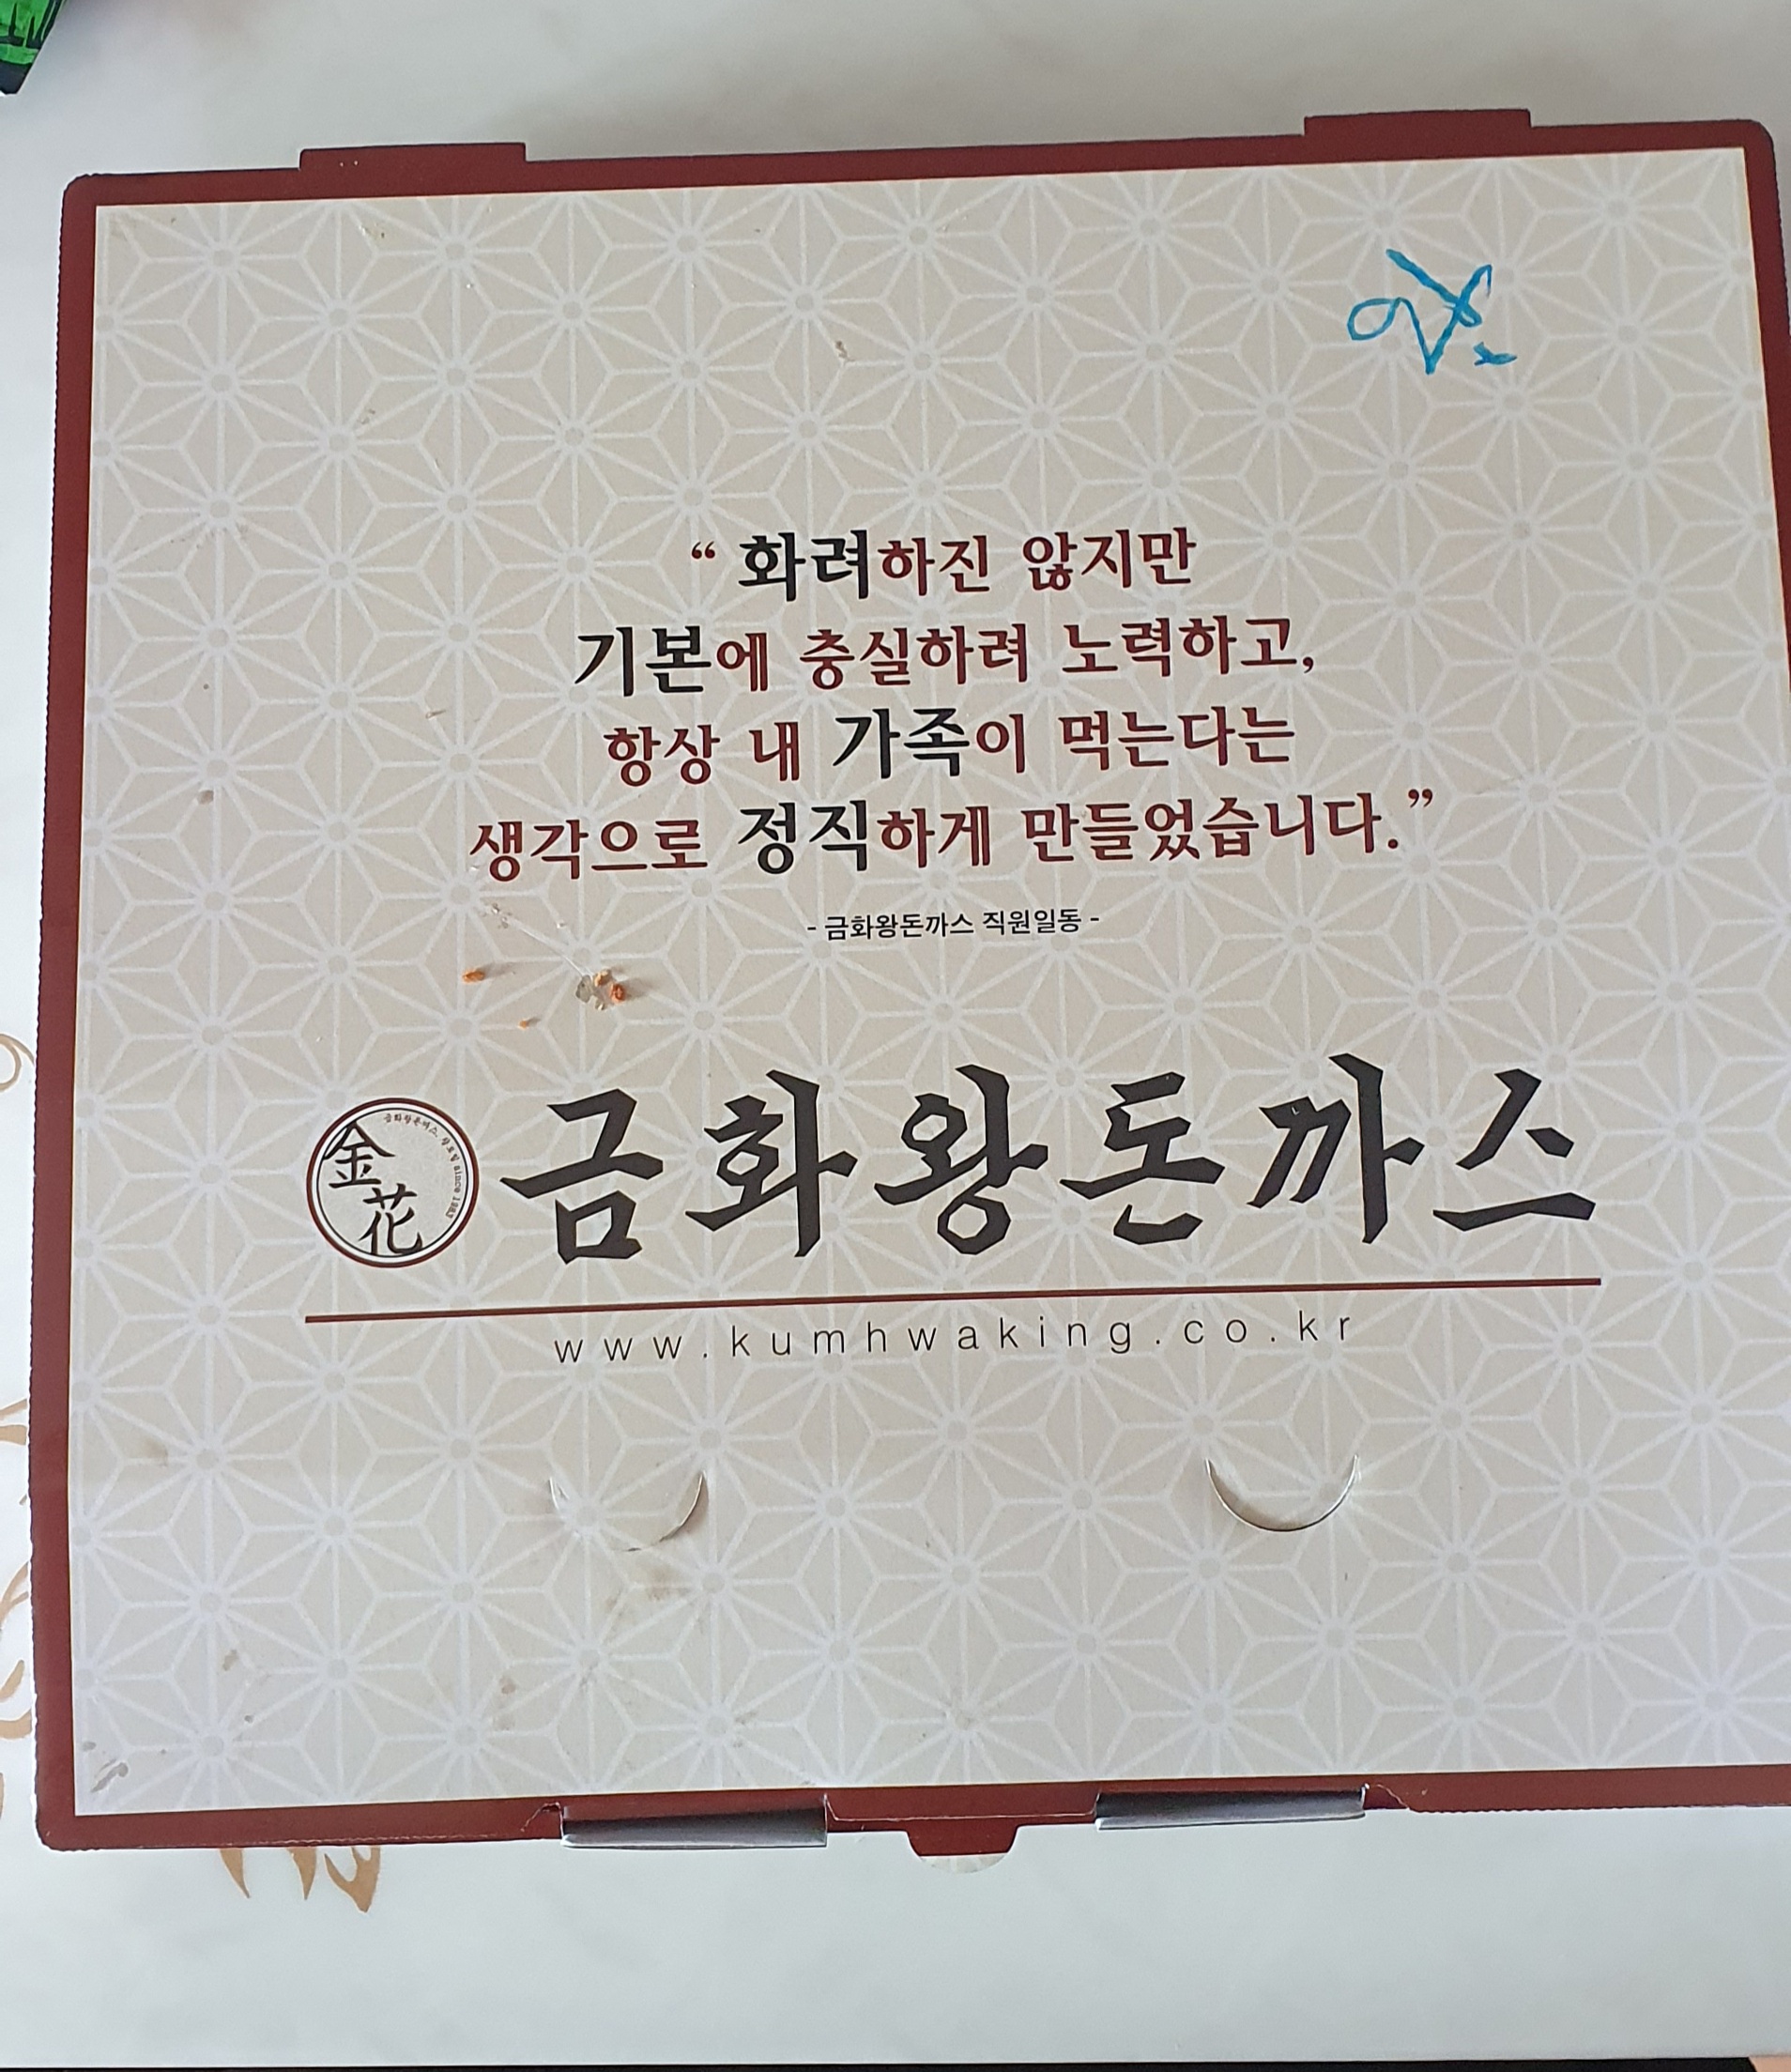 “ 화려하진 않지만
기본에 충실하려 노력하고,
항상 내 가족이 먹는다는
생각으로 정직하게 만들었습니다.”
- 금화왕돈까스 직원일동 -
金花
금화왕돈까스
www.kumhwaking.co.kr